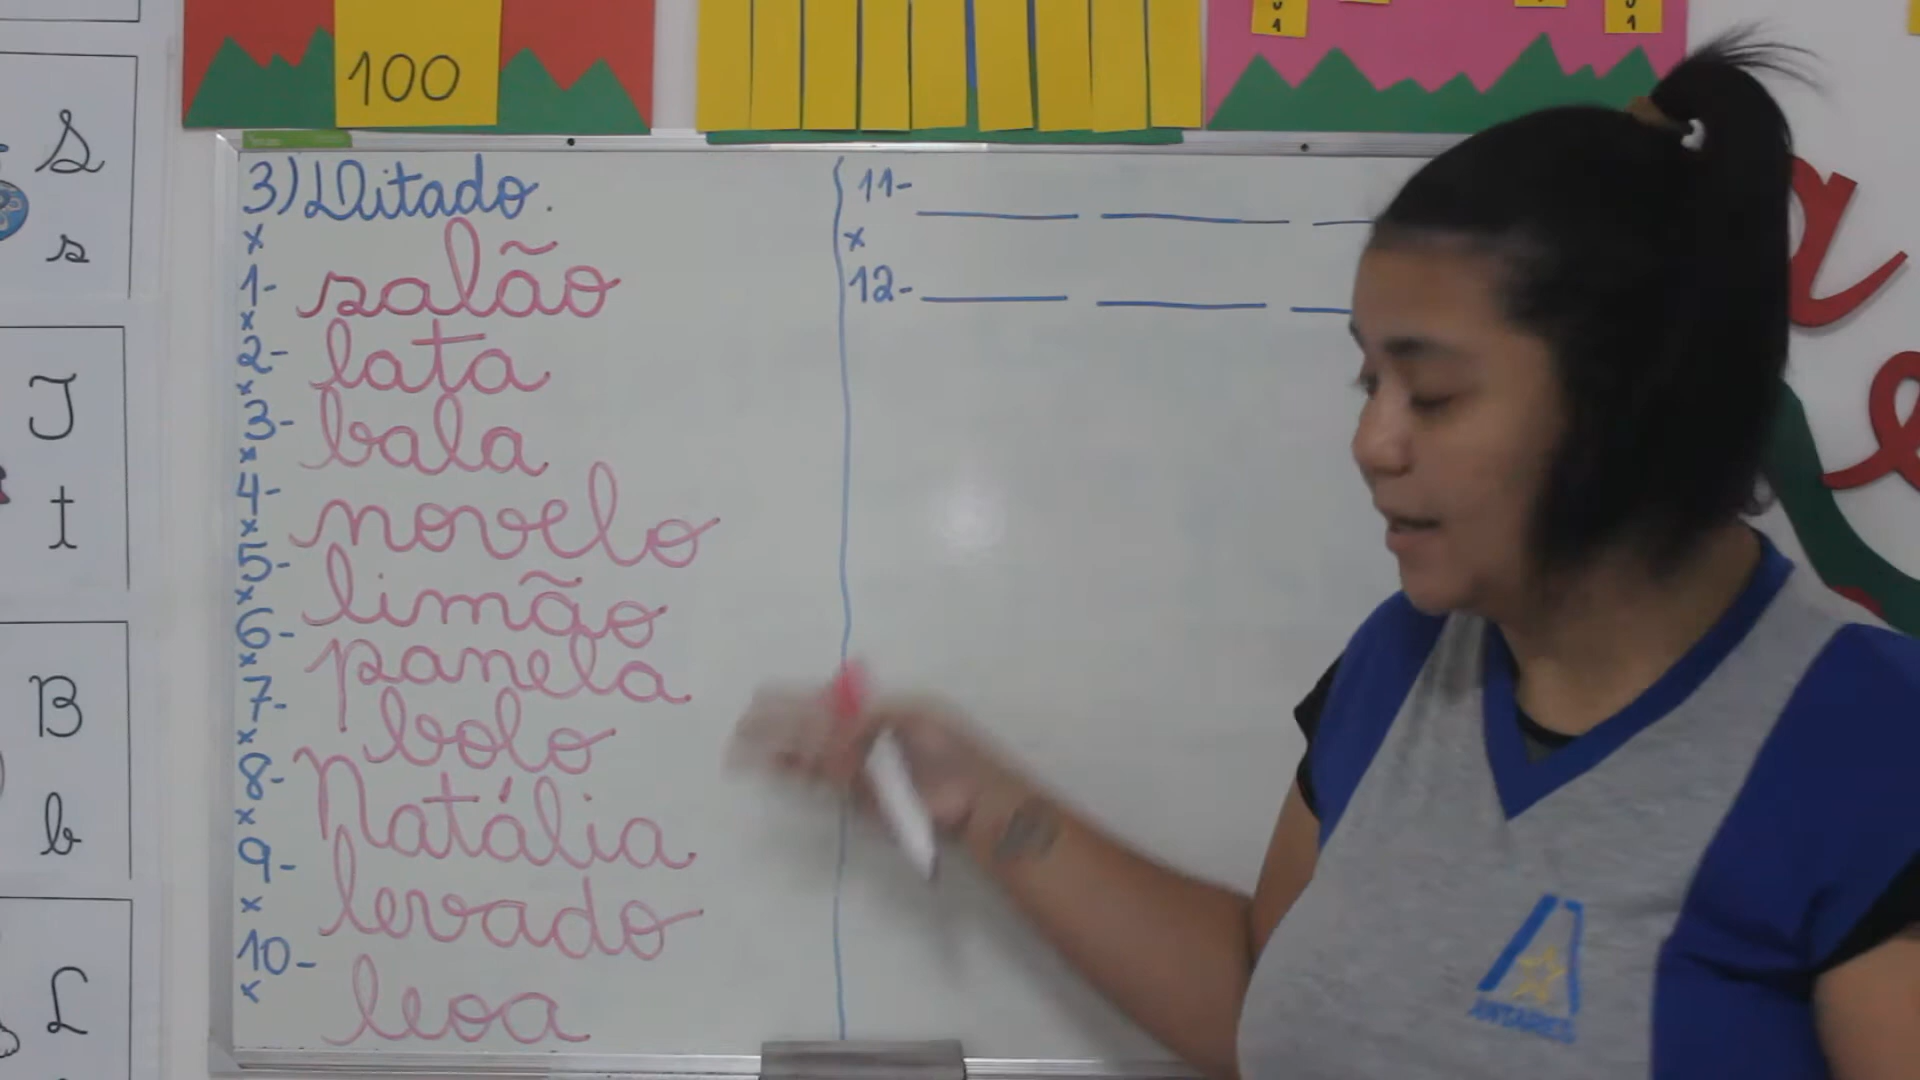 100
S
s
T
t
B
b
L
3) Ditado.
x
1- salão
x
2- lata
x
3- bala
x
4- novelo
x
5- limão
x
6- panela
x
7- bolo
x
8- Natália
x
9- levado
x
10- leoa
x
11-
x
12-
a
e
ANTARES